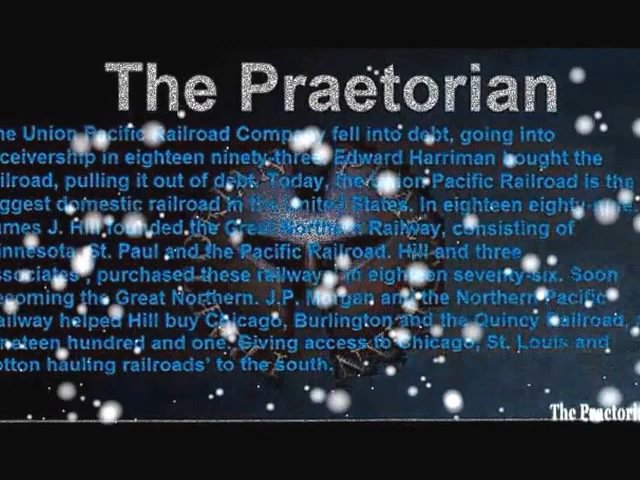 The Praetorian
he Union Pacific Railroad Company fell into debt, going into
ceivership in eighteen ninety-three. Edward Harriman bought the
ilroad, pulling it out of debt. Today, the Union Pacific Railroad is the
ggest domestic railroad in the United States. In eighteen eighty-
ames J. Hill founded the Great Northern Railway, consisting of
innesota, St. Paul and the Pacific Railroad. Hill and three
ssociates', purchased these railways in eighteen seventy-six. Soon
ecoming the Great Northern. J.P. Morgan and the Northern Pacific
ailway helped Hill buy Chicago, Burlington and the Quincy Railroad,
neteen hundred and one. Giving access to Chicago, St. Louis and
otton hauling railroads' to the south.
The Praetori